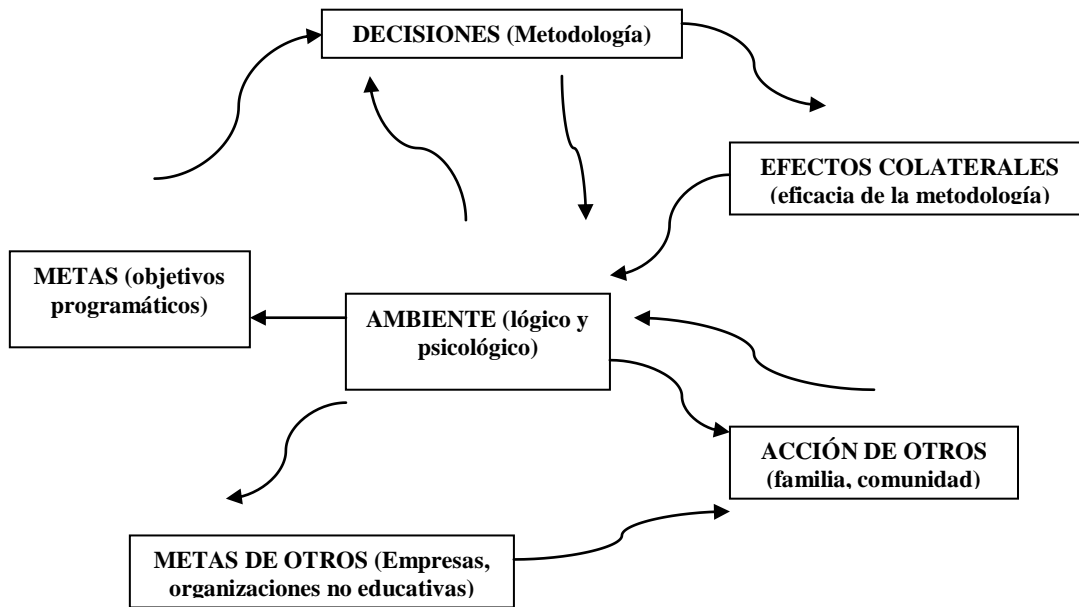 DECISIONES (Metodología)
EFECTOS COLATERALES
(eficacia de la metodología)
METAS (objetivos
programáticos)
AMBIENTE (lógico y
psicológico)
ACCIÓN DE OTROS
(familia, comunidad)
METAS DE OTROS (Empresas,
organizaciones no educativas)